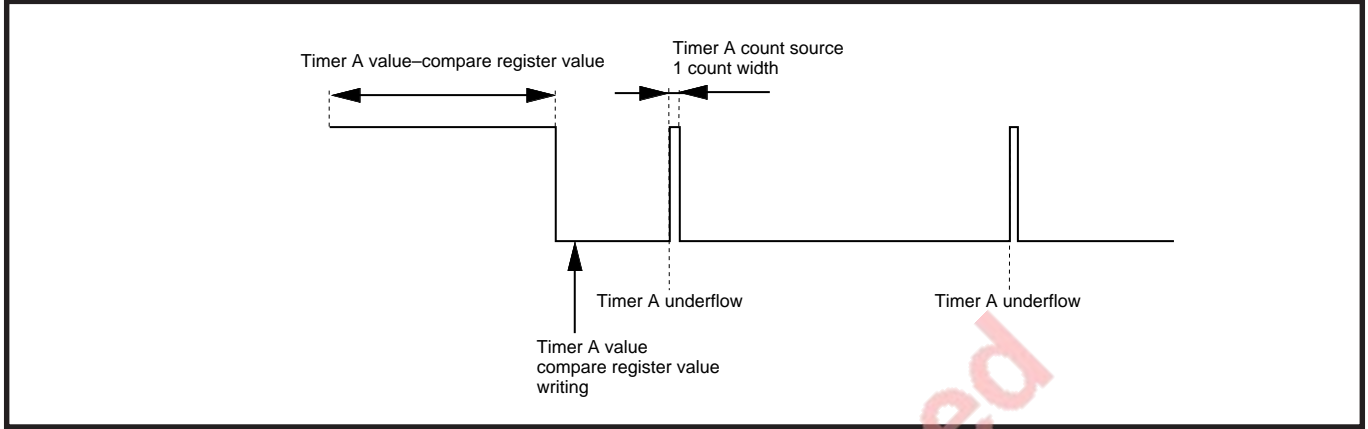 Timer A value–compare register value
Timer A count source
1 count width
Timer A underflow
Timer A underflow
Timer A value
compare register value
writing
ed